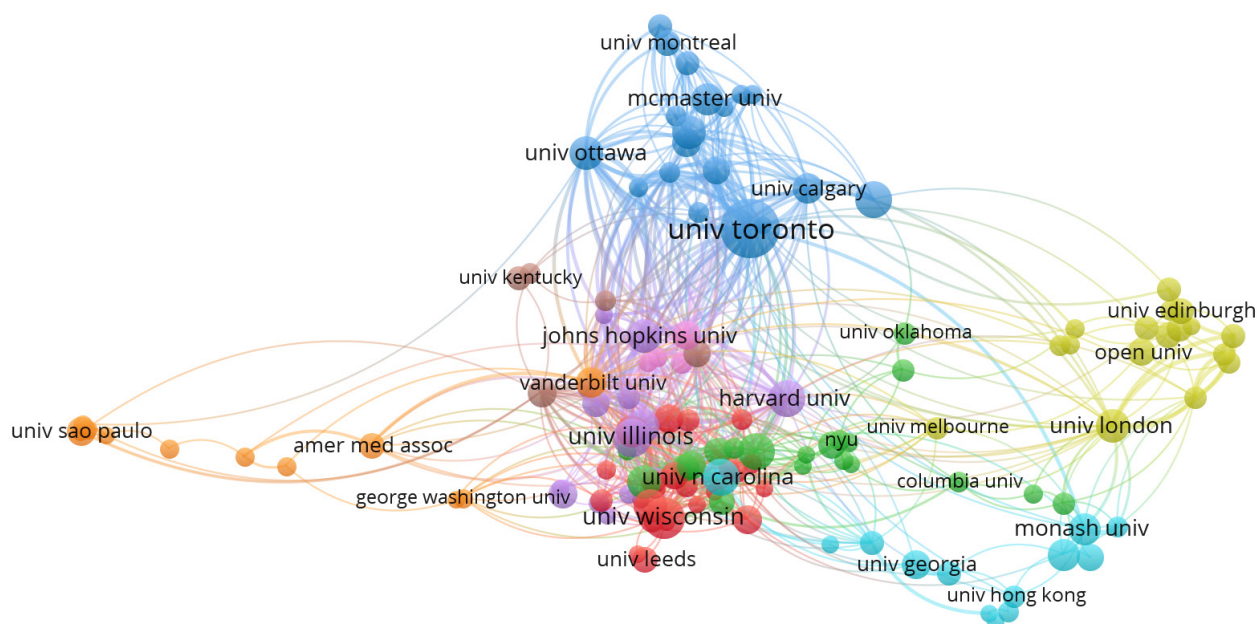 univ montreal
mcmaster univ
univ ottawa
univ calgary
univ toronto
univ kentucky
univ edinburgh
univ oklahoma
johns hopkins univ
open univ
vanderbilt univ
harvard univ
univ melbourne
univ london
univ sao paulo
amer med assoc
univ illinois
nyu
univ n carolina
columbia univ
george washington univ
univ wisconsin
monash univ
univ leeds
univ georgia
univ hong kong